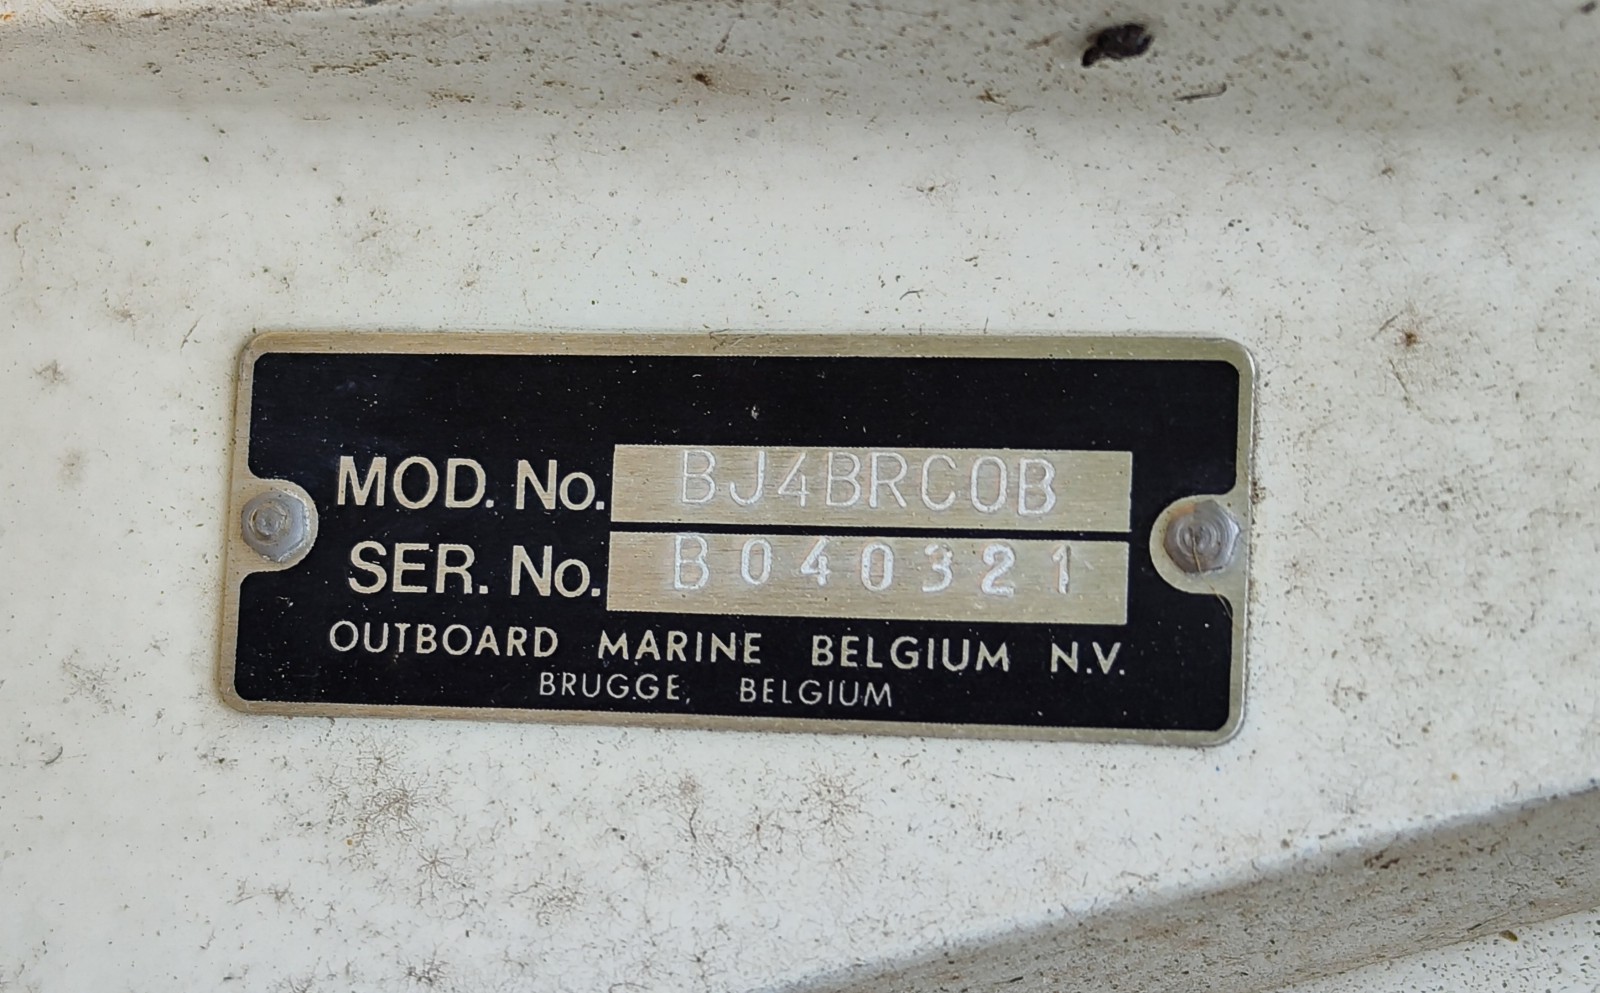 MOD. No. BJ4BRCOB
SER. No. B040321
OUTBOARD MARINE BELGIUM N.V.
BRUGGE, BELGIUM